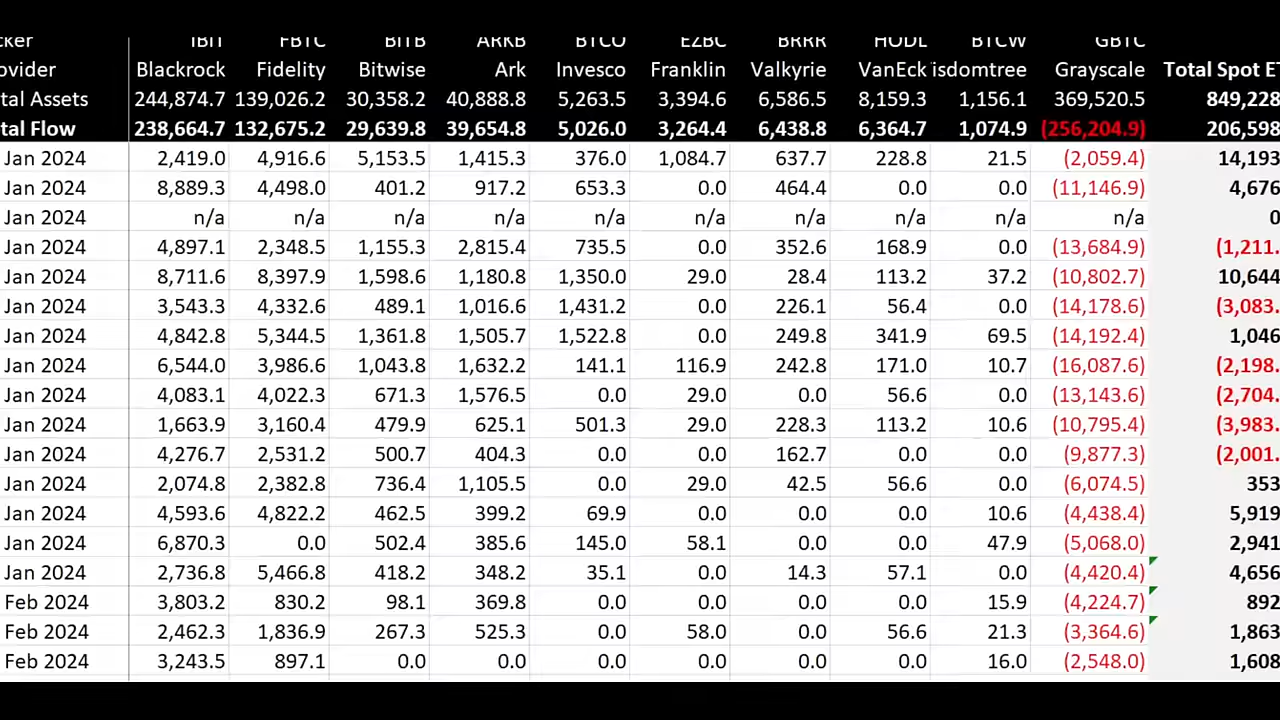 cker IBIT FBTC BITB ARKB BTCO EZBC BRRR HODL BTCW GBTC
ovider Blackrock Fidelity Bitwise Ark Invesco Franklin Valkyrie VanEck isdomtree Grayscale Total Spot ET
tal Assets 244,874.7 139,026.2 30,358.2 40,888.8 5,263.5 3,394.6 6,586.5 8,159.3 1,156.1 369,520.5 849,228
tal Flow 238,664.7 132,675.2 29,639.8 39,654.8 5,026.0 3,264.4 6,438.8 6,364.7 1,074.9 (256,204.9) 206,598
Jan 2024 2,419.0 4,916.6 5,153.5 1,415.3 376.0 1,084.7 637.7 228.8 21.5 (2,059.4) 14,193
Jan 2024 8,889.3 4,498.0 401.2 917.2 653.3 0.0 464.4 0.0 0.0 (11,146.9) 4,676
Jan 2024 n/a n/a n/a n/a n/a n/a n/a n/a n/a n/a 0
Jan 2024 4,897.1 2,348.5 1,155.3 2,815.4 735.5 0.0 352.6 168.9 0.0 (13,684.9) (1,211.
Jan 2024 8,711.6 8,397.9 1,598.6 1,180.8 1,350.0 29.0 28.4 113.2 37.2 (10,802.7) 10,644
Jan 2024 3,543.3 4,332.6 489.1 1,016.6 1,431.2 0.0 226.1 56.4 0.0 (14,178.6) (3,083.
Jan 2024 4,842.8 5,344.5 1,361.8 1,505.7 1,522.8 0.0 249.8 341.9 69.5 (14,192.4) 1,046
Jan 2024 6,544.0 3,986.6 1,043.8 1,632.2 141.1 116.9 242.8 171.0 10.7 (16,087.6) (2,198.
Jan 2024 4,083.1 4,022.3 671.3 1,576.5 0.0 29.0 0.0 56.6 0.0 (13,143.6) (2,704.
Jan 2024 1,663.9 3,160.4 479.9 625.1 501.3 29.0 228.3 113.2 10.6 (10,795.4) (3,983.
Jan 2024 4,276.7 2,531.2 500.7 404.3 0.0 0.0 162.7 0.0 0.0 (9,877.3) (2,001.
Jan 2024 2,074.8 2,382.8 736.4 1,105.5 0.0 29.0 42.5 56.6 0.0 (6,074.5) 353
Jan 2024 4,593.6 4,822.2 462.5 399.2 69.9 0.0 0.0 0.0 10.6 (4,438.4) 5,919
Jan 2024 6,870.3 0.0 502.4 385.6 145.0 58.1 0.0 0.0 47.9 (5,068.0) 2,941
Jan 2024 2,736.8 5,466.8 418.2 348.2 35.1 0.0 14.3 57.1 0.0 (4,420.4) 4,656
Feb 2024 3,803.2 830.2 98.1 369.8 0.0 0.0 0.0 0.0 15.9 (4,224.7) 892
Feb 2024 2,462.3 1,836.9 267.3 525.3 0.0 58.0 0.0 56.6 21.3 (3,364.6) 1,863
Feb 2024 3,243.5 897.1 0.0 0.0 0.0 0.0 0.0 0.0 16.0 (2,548.0) 1,608